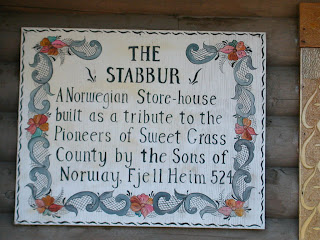 THE
STABBUR
A Norwegian Store-house
built as a tribute to the
Pioneers of Sweet Grass
County by the Sons of
Norway, Fjell Heim 524